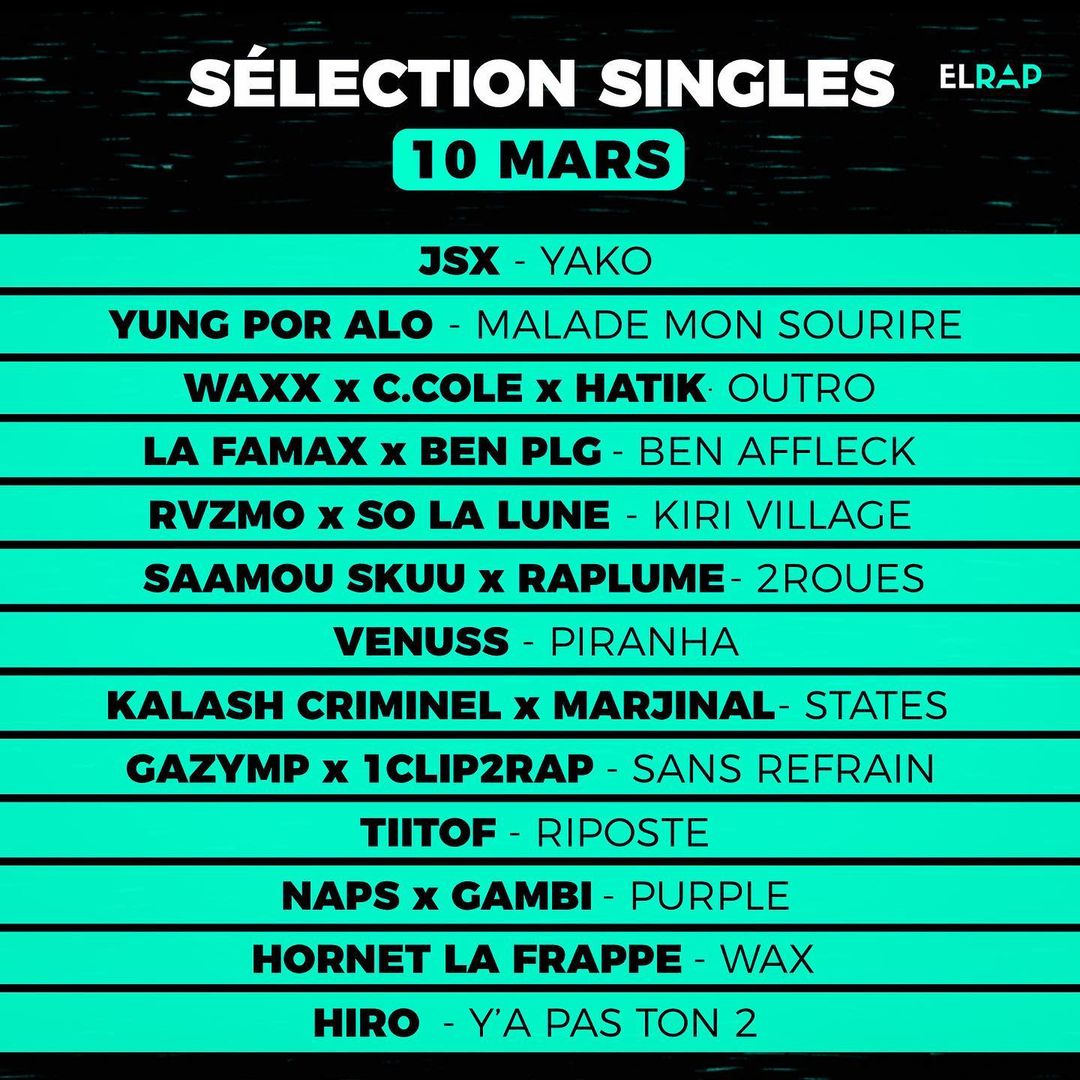 SÉLECTION SINGLES
ELRAP
10 MARS
JSX - YAKO
YUNG POR ALO - MALADE MON SOURIRE
WAXX x C.COLE x HATIK· OUTRO
LA FAMAX x BEN PLG - BEN AFFLECK
RVZMO x SO LA LUNE - KIRI VILLAGE
SAAMOU SKUU x RAPLUME - 2ROUES
VENUSS - PIRANHA
KALASH CRIMINEL x MARJINAL - STATES
GAZYMP x 1CLIP2RAP - SANS REFRAIN
TIITOF - RIPOSTE
NAPS x GAMBI - PURPLE
HORNET LA FRAPPE - WAX
HIRO - Y'A PAS TON 2